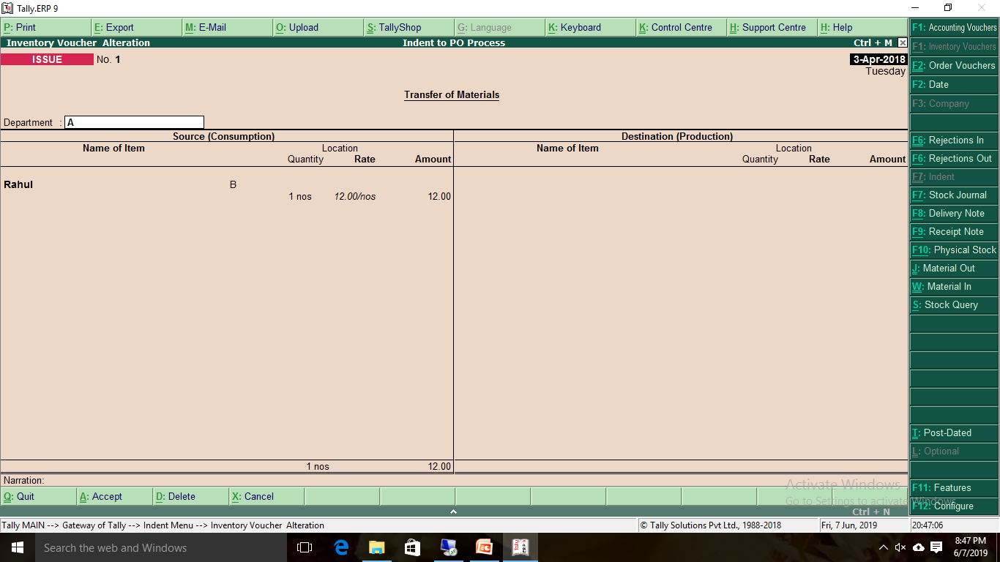 Tally.ERP 9
P: Print E: Export M: E-Mail O: Upload S: TallyShop G: Language K: Keyboard K: Control Centre H: Support Centre H: Help
Inventory Voucher Alteration Indent to PO Process Ctrl + M
ISSUE No. 1 3-Apr-2018
Tuesday
Transfer of Materials
Department : A
Source (Consumption) Destination (Production)
Name of Item Location Name of Item Location
Quantity Rate Amount Quantity Rate Amount
Rahul B
1 nos 12.00/nos 12.00
1 nos 12.00
Narration:
Q: Quit A: Accept D: Delete X: Cancel
Ctrl + N
Tally MAIN --> Gateway of Tally --> Indent Menu --> Inventory Voucher Alteration © Tally Solutions Pvt Ltd., 1988-2018 Fri, 7 Jun, 2019 20:47:06
F1: Accounting Vouchers
F1: Inventory Vouchers
F2: Order Vouchers
F2: Date
F3: Company
F6: Rejections In
F6: Rejections Out
F7: Indent
F7: Stock Journal
F8: Delivery Note
F9: Receipt Note
F10: Physical Stock
J: Material Out
W: Material In
S: Stock Query
T: Post-Dated
L: Optional
F11: Features
F12: Configure
Activate Windows
Go to Settings to activate Windows.
Search the web and Windows
Tally ERP 9
8:47 PM
6/7/2019